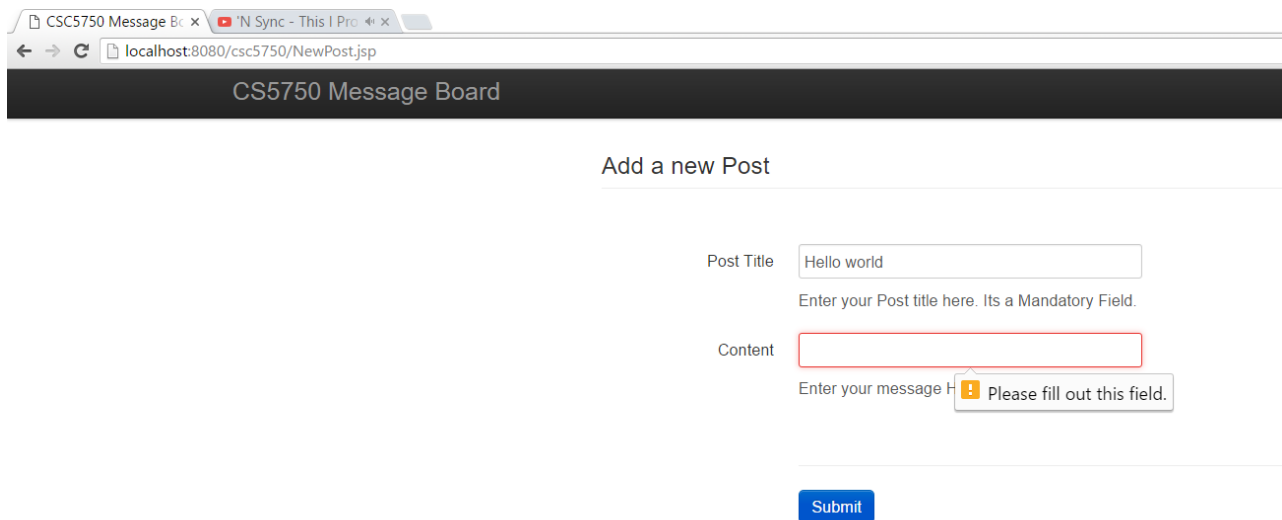 CSC5750 Message Bo
'N Sync - This I Pro
localhost:8080/csc5750/NewPost.jsp
CS5750 Message Board
Add a new Post
Post Title
Hello world
Enter your Post title here. Its a Mandatory Field.
Content
Enter your message H
Please fill out this field.
Submit